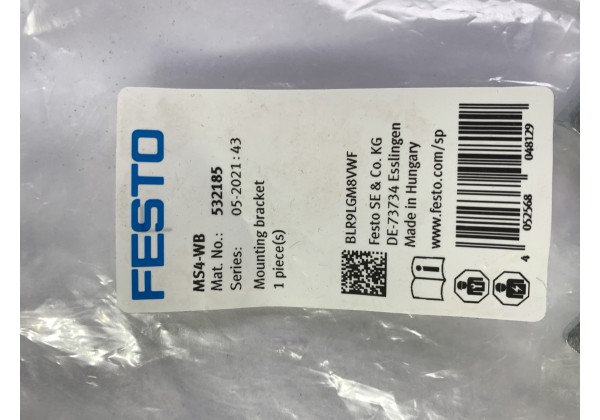 FESTO
MS4-WB
Mat. No.: 532185
Series: 05-2021: 43
Mounting bracket
1 piece(s)
BLR9LGM8VWF
Festo SE & Co. KG
DE-73734 Esslingen
Made in Hungary
www.festo.com/sp
4 052568 048129